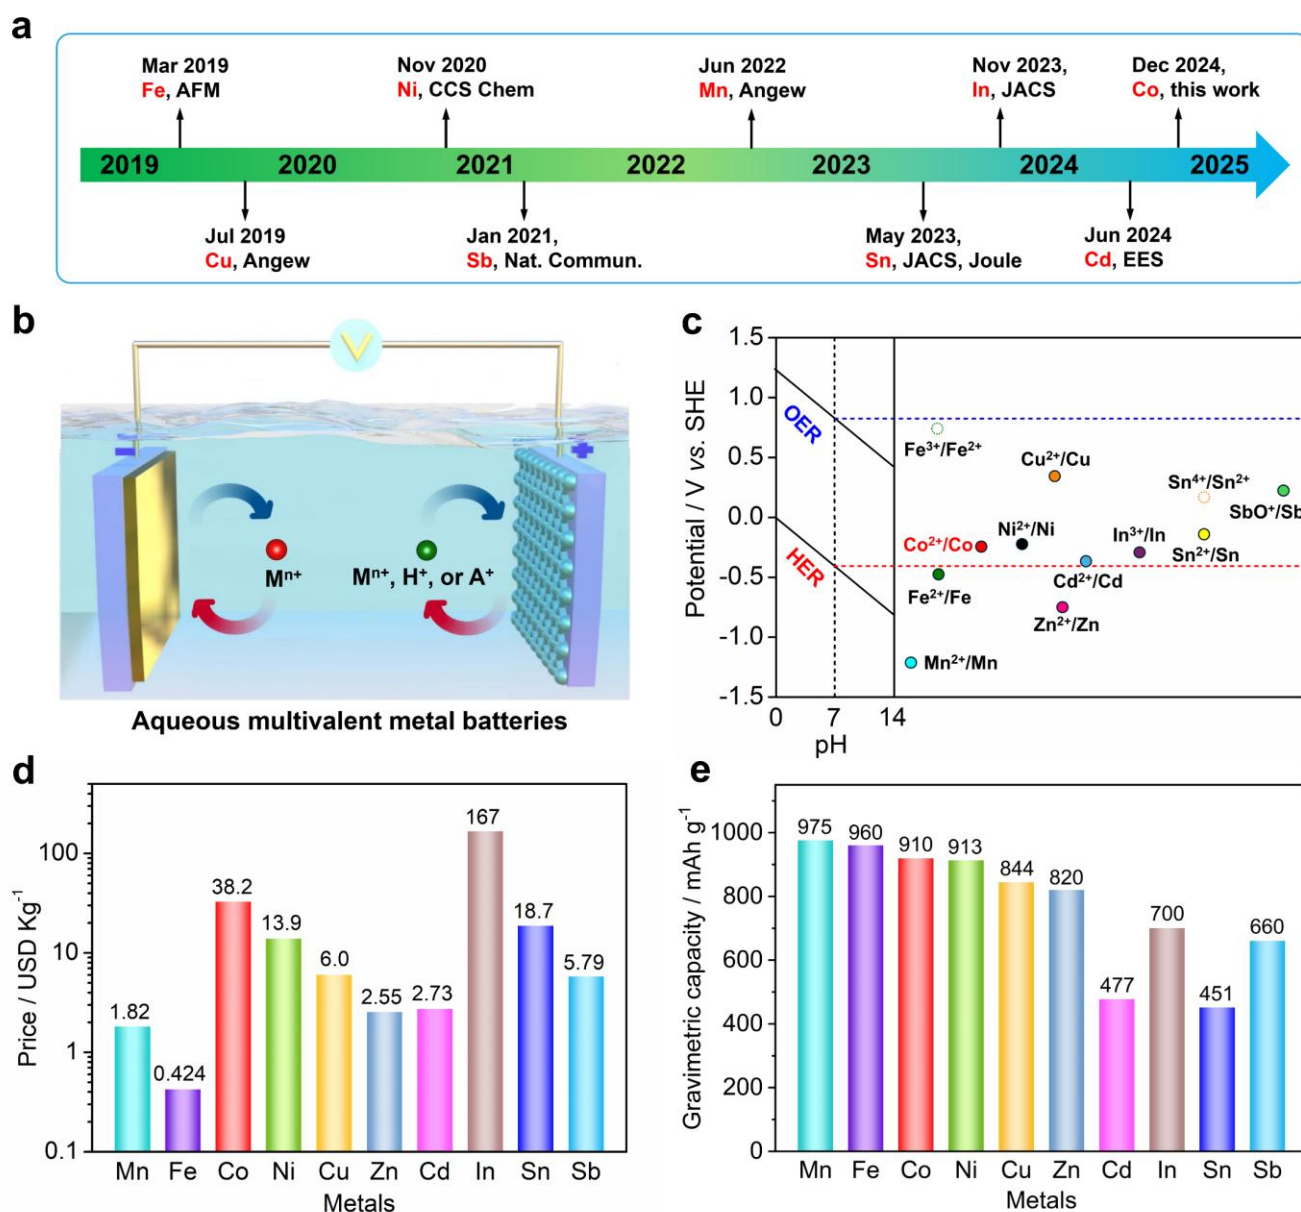 a
Mar 2019
Fe, AFM
Nov 2020
Ni, CCS Chem
Jun 2022
Mn, Angew
Nov 2023,
In, JACS
Dec 2024,
Co, this work
2019 2020 2021 2022 2023 2024 2025
Jul 2019
Cu, Angew
Jan 2021,
Sb, Nat. Commun.
May 2023,
Sn, JACS, Joule
Jun 2024
Cd, EES
b
V
Mⁿ⁺
Mⁿ⁺, H⁺, or A⁺
Aqueous multivalent metal batteries
c
Potential / V vs. SHE
1.5
1.0
0.5
0.0
-0.5
-1.0
-1.5
OER
HER
Fe³⁺/Fe²⁺
Cu²⁺/Cu
Sn⁴⁺/Sn²⁺
SbO⁺/Sb
Co²⁺/Co
Ni²⁺/Ni
In³⁺/In
Sn²⁺/Sn
Fe²⁺/Fe
Cd²⁺/Cd
Zn²⁺/Zn
Mn²⁺/Mn
0 7 14
pH
d
Price / USD Kg⁻¹
100
10
1
0.1
1.82
0.424
38.2
13.9
6.0
2.55
2.73
167
18.7
5.79
Mn Fe Co Ni Cu Zn Cd In Sn Sb
Metals
e
Gravimetric capacity / mAh g⁻¹
1000
800
600
400
200
0
975
960
910
913
844
820
477
700
451
660
Mn Fe Co Ni Cu Zn Cd In Sn Sb
Metals